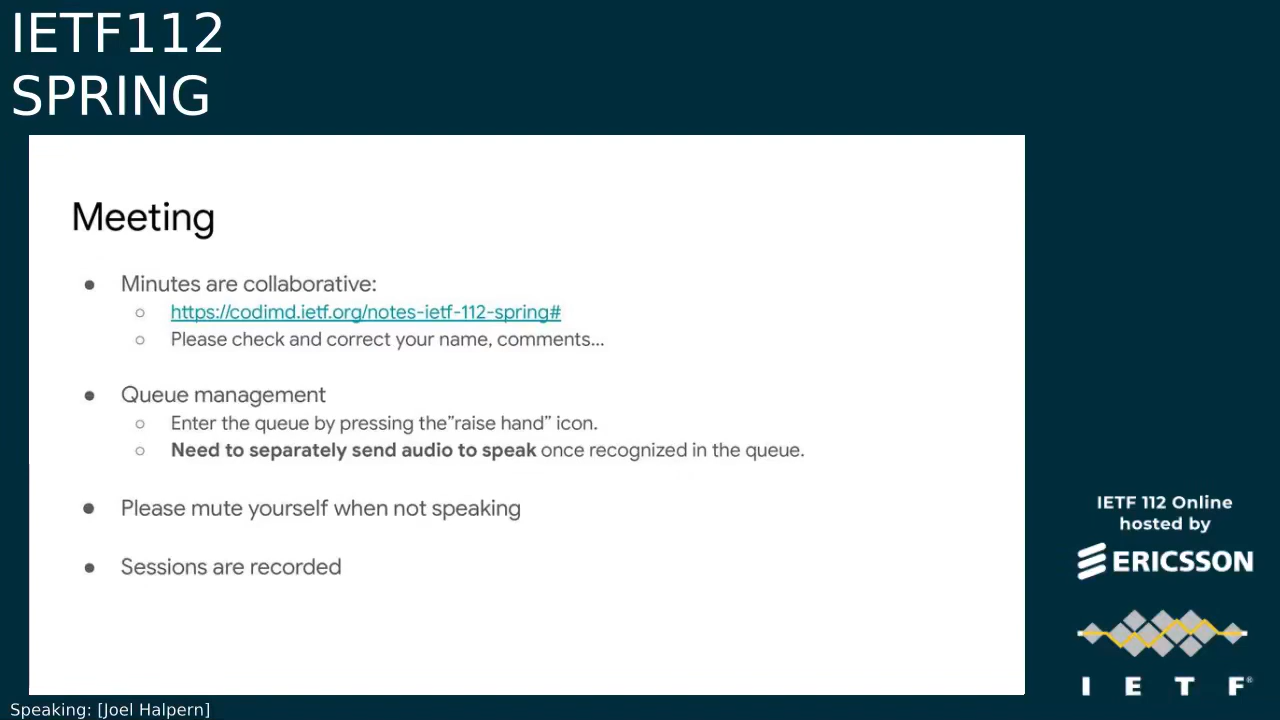 IETF112
SPRING
Meeting
● Minutes are collaborative:
○ https://codimd.ietf.org/notes-ietf-112-spring#
○ Please check and correct your name, comments...
● Queue management
○ Enter the queue by pressing the”raise hand” icon.
○ Need to separately send audio to speak once recognized in the queue.
● Please mute yourself when not speaking
● Sessions are recorded
IETF 112 Online
hosted by
ERICSSON
I E T F®
Speaking: [Joel Halpern]